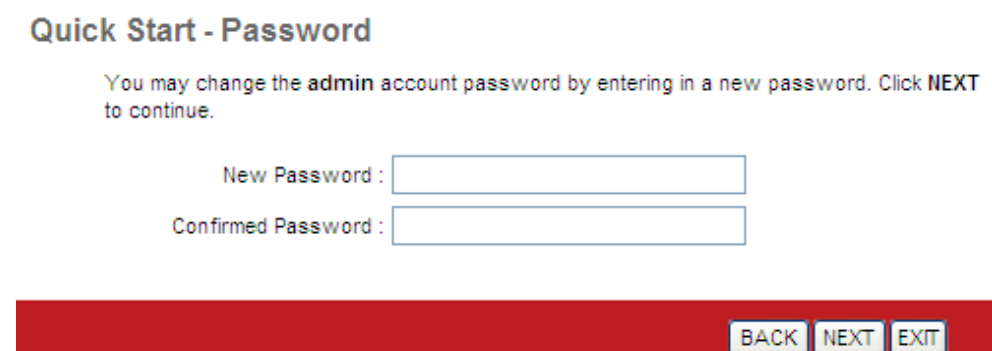 Quick Start - Password
You may change the admin account password by entering in a new password. Click NEXT
to continue.
New Password :
Confirmed Password :
BACK NEXT EXIT